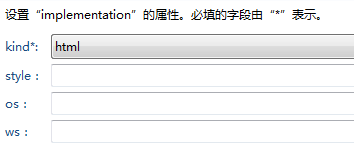 设置“implementation”的属性。必填的字段由“*”表示。
kind*: html
style :
os :
ws :